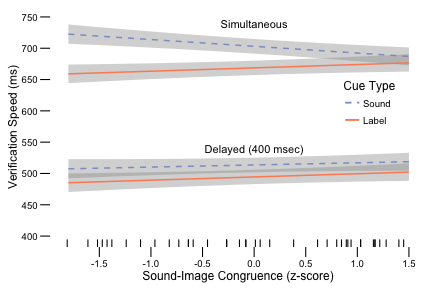 750
700
650
600
550
500
450
400
Verification Speed (ms)
Simultaneous
Cue Type
Sound
Label
Delayed (400 msec)
-1.5 -1.0 -0.5 0.0 0.5 1.0 1.5
Sound-Image Congruence (z-score)